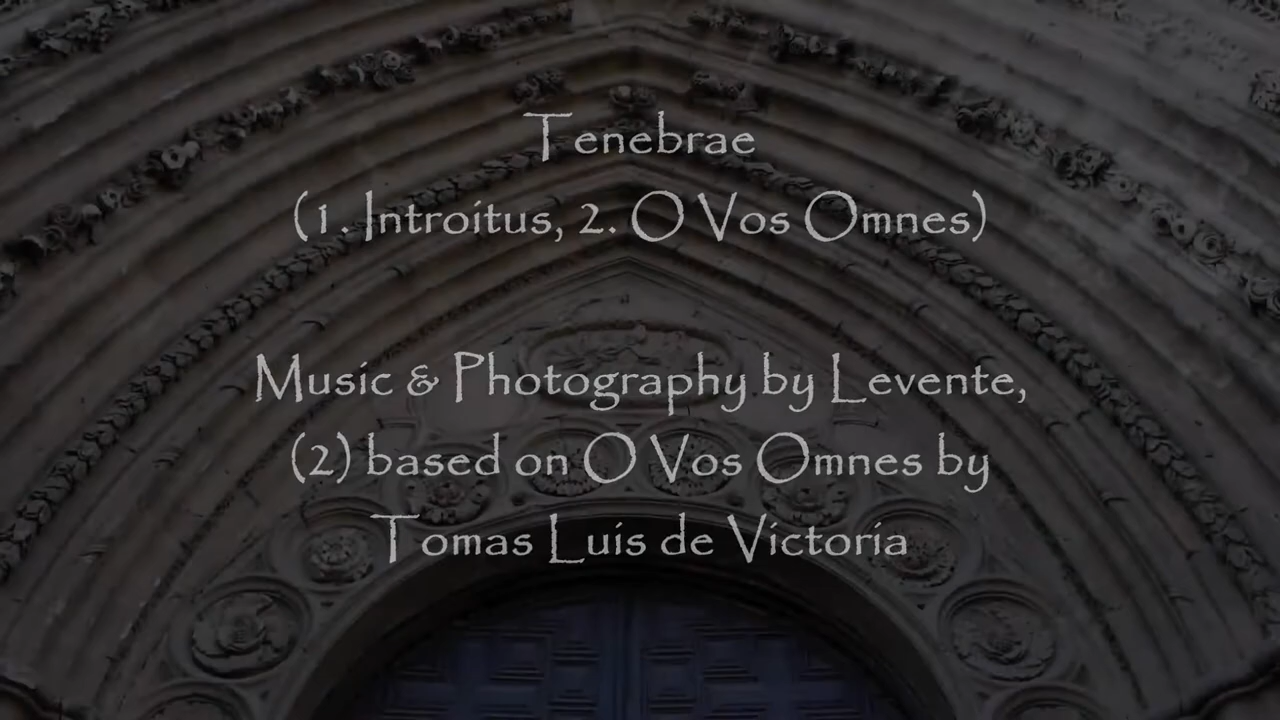 Tenebrae
(1. Introitus, 2. O Vos Omnes)
Music & Photography by Levente,
(2) based on O Vos Omnes by
Tomas Luis de Victoria